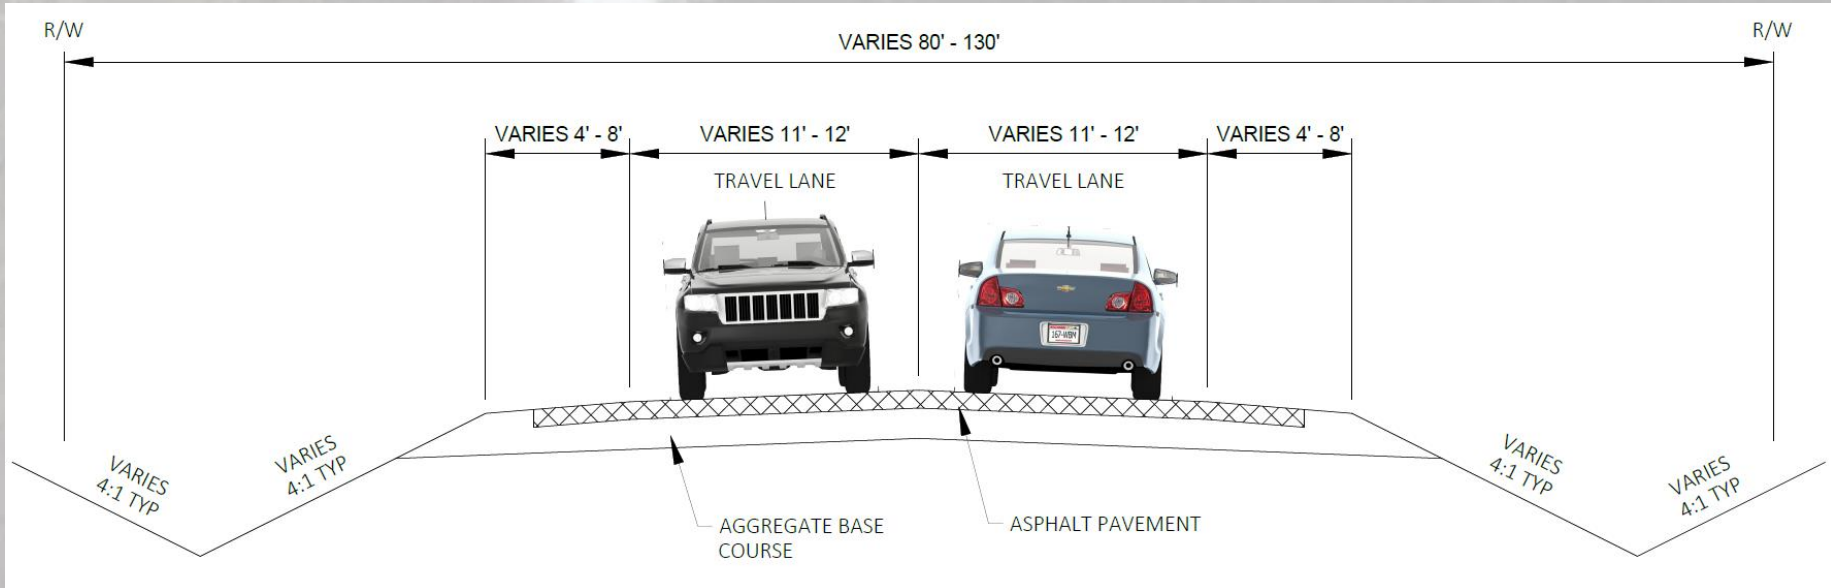 R/W
R/W
VARIES 80' - 130'
VARIES 4' - 8'
VARIES 11' - 12'
VARIES 11' - 12'
VARIES 4' - 8'
TRAVEL LANE
TRAVEL LANE
167-WBM
VARIES
4:1 TYP
VARIES
4:1 TYP
VARIES
4:1 TYP
VARIES
4:1 TYP
AGGREGATE BASE
COURSE
ASPHALT PAVEMENT